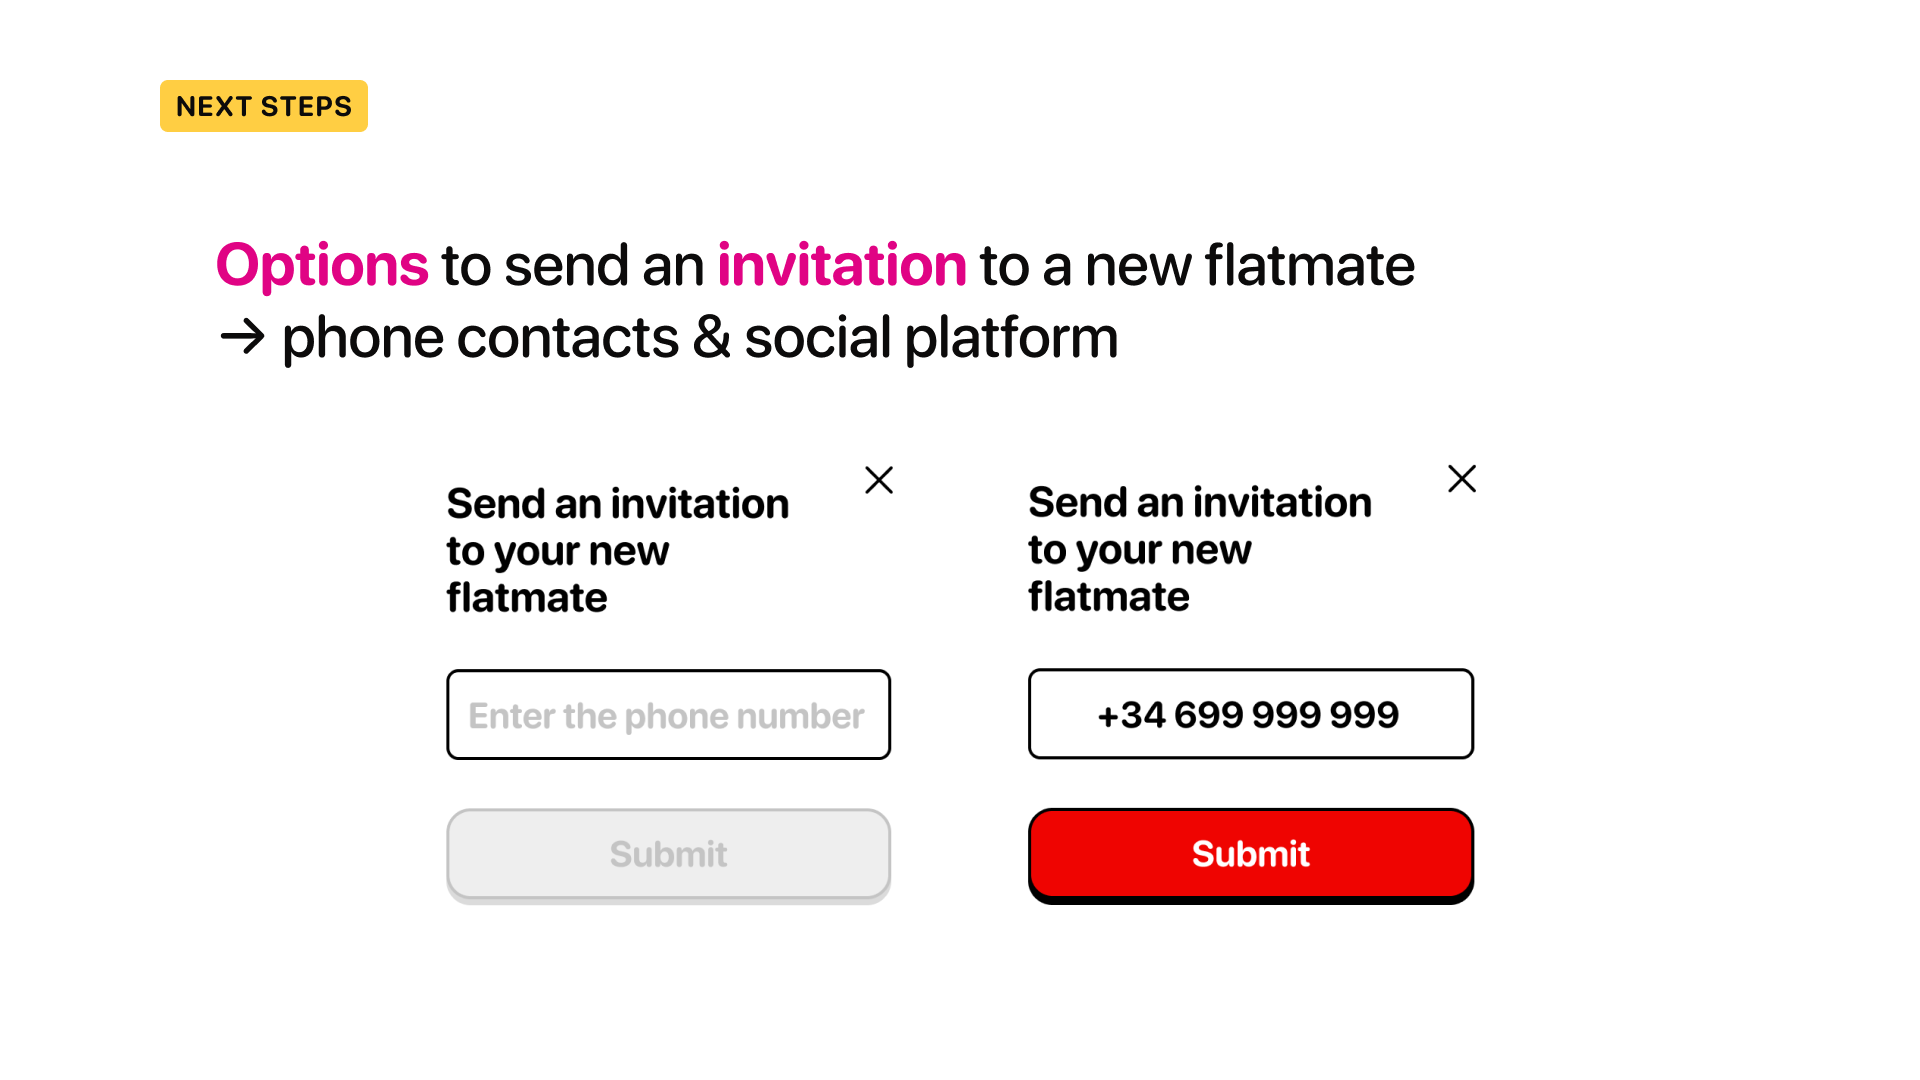 NEXT STEPS
Options to send an invitation to a new flatmate
→ phone contacts & social platform
Send an invitation
to your new
flatmate
Enter the phone number
Submit
Send an invitation
to your new
flatmate
+34 699 999 999
Submit